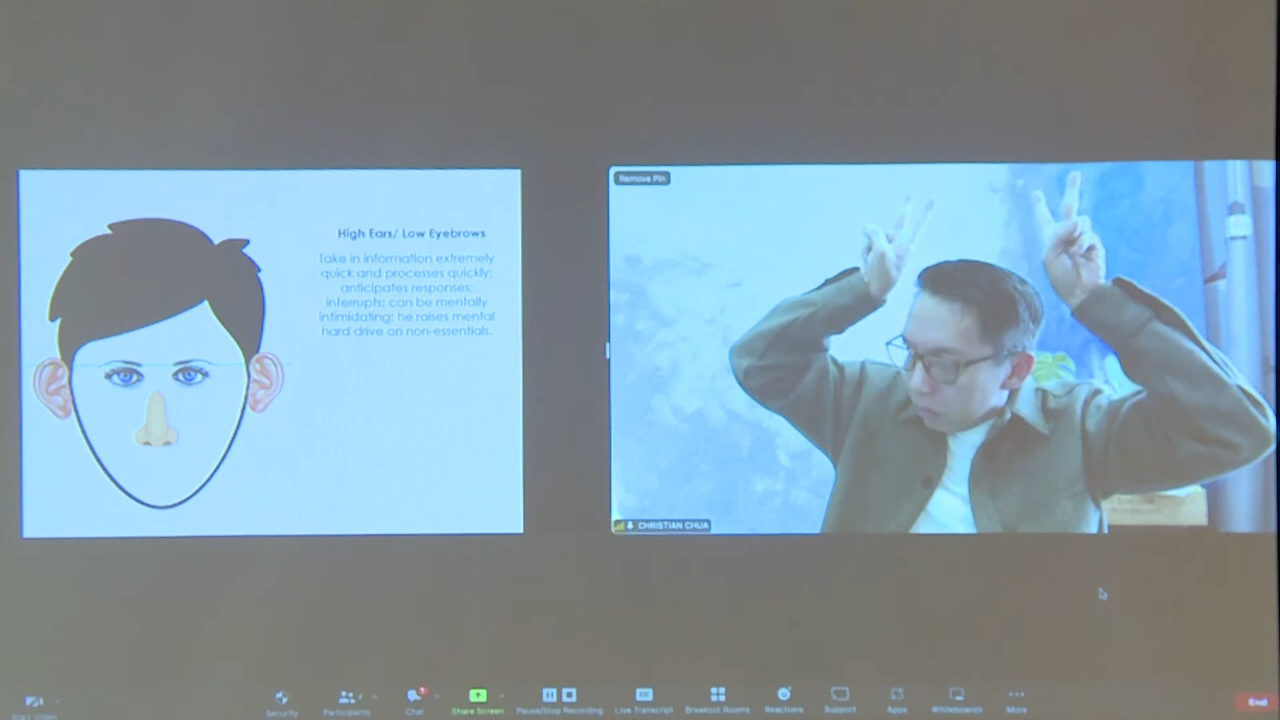 High Ears/ Low Eyebrows
Take in information extremely
quick and processes quickly;
anticipates responses;
interrupts; can be mentally
intimidating; he raises mental
hard drive on non-essentials.
Remove Pin
CHRISTIAN CHUA
Start Video
Security
Participants
Chat
Share Screen
Pause/Stop Recording
Live Transcript
Breakout Rooms
Reactions
Support
Apps
Whiteboards
More
End